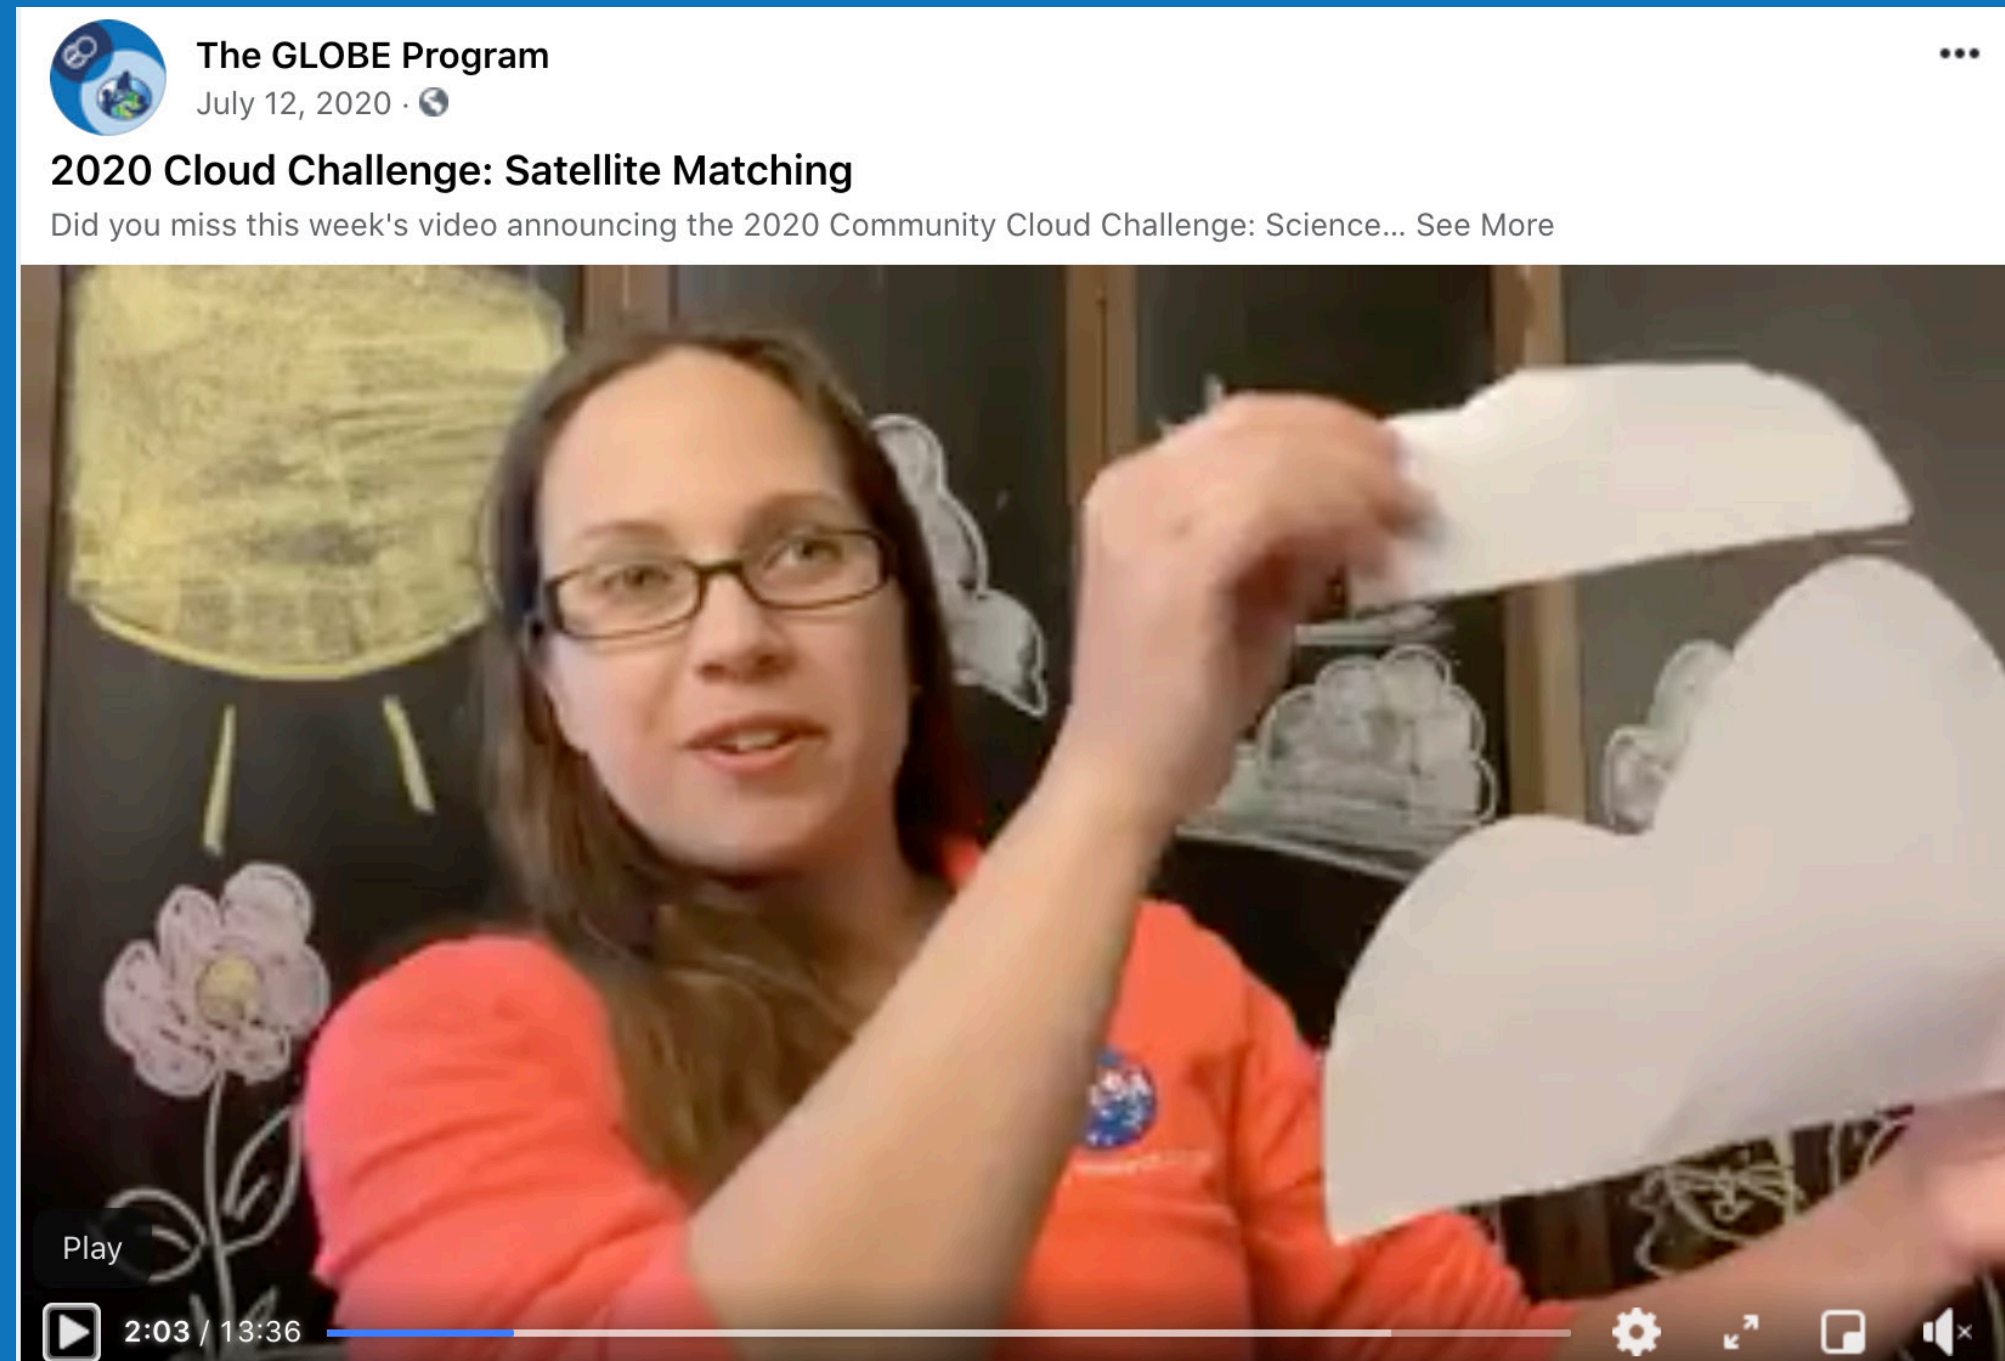 The GLOBE Program
July 12, 2020 ·
2020 Cloud Challenge: Satellite Matching
Did you miss this week's video announcing the 2020 Community Cloud Challenge: Science... See More
Play
2:03 / 13:36